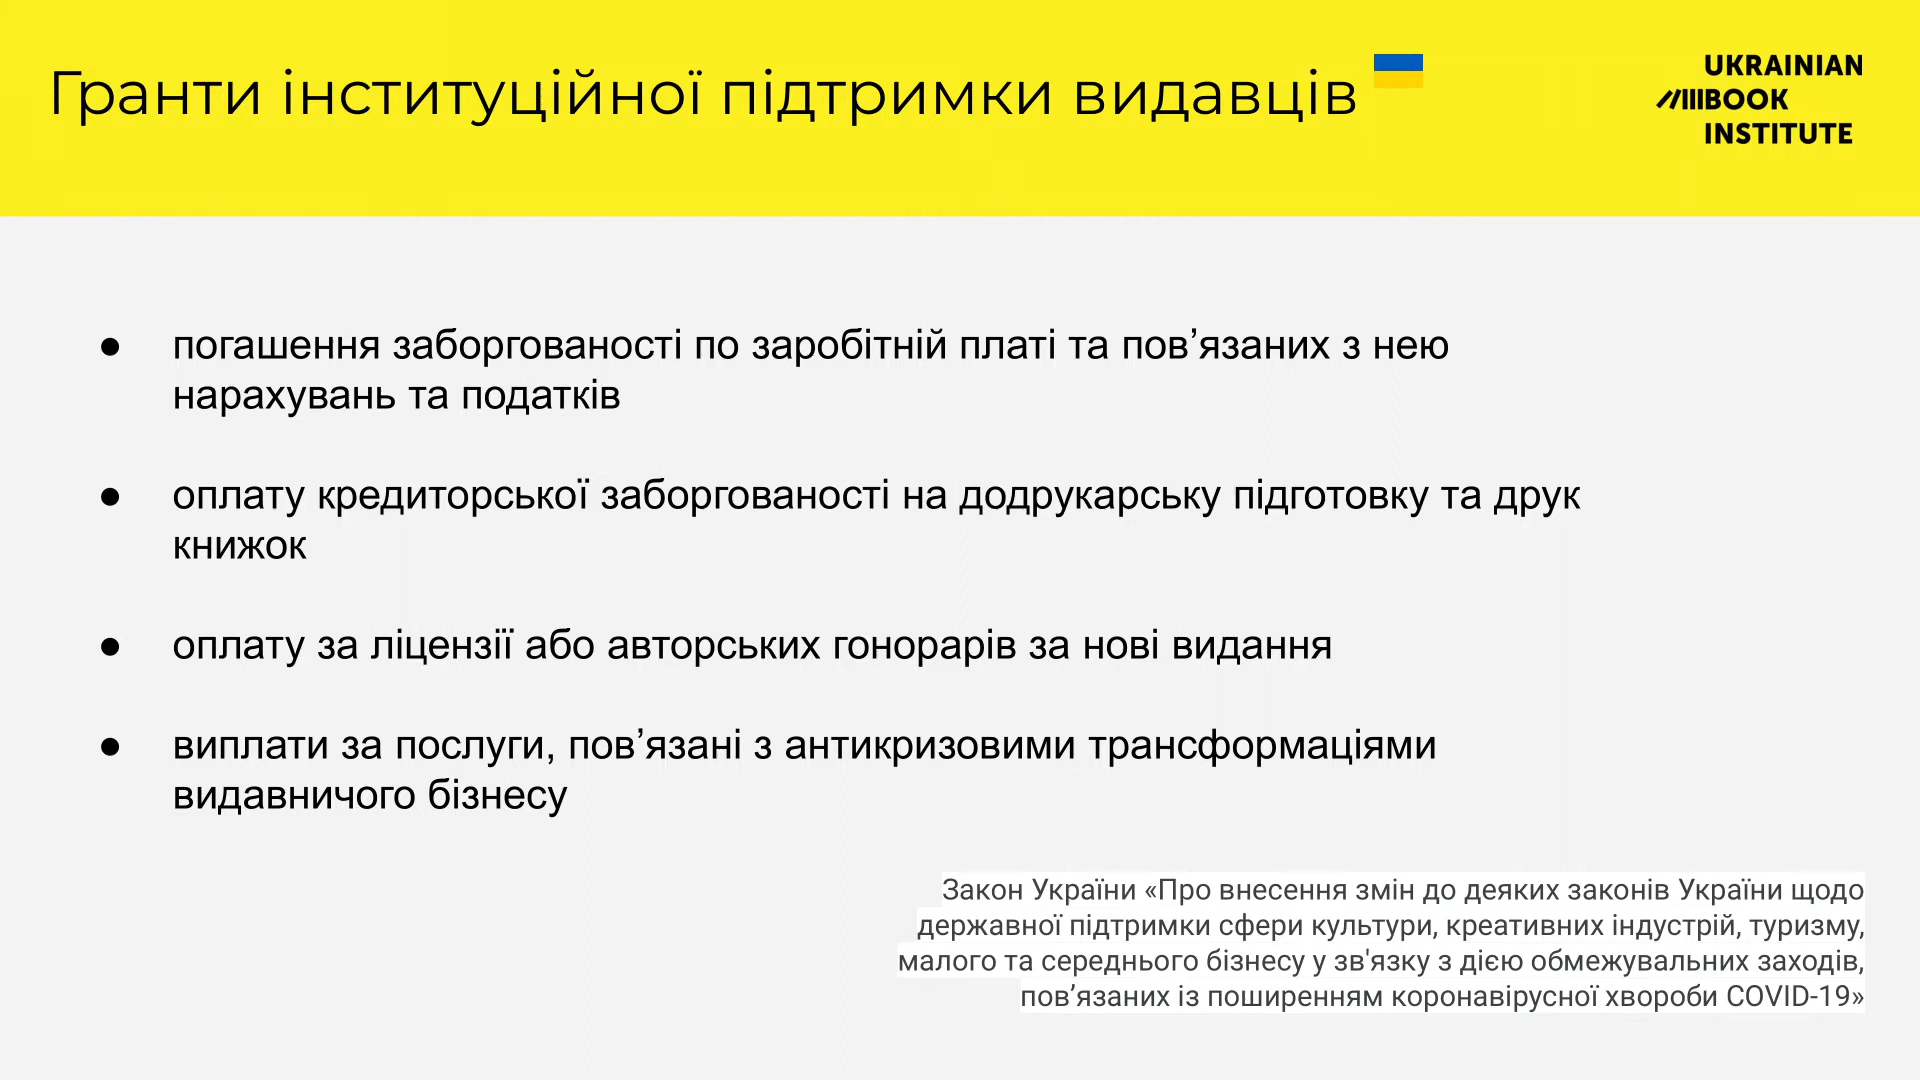 Гранти інституційної підтримки видавців
UKRAINIAN
BOOK
INSTITUTE
● погашення заборгованості по заробітній платі та пов’язаних з нею
нарахувань та податків
● оплату кредиторської заборгованості на додрукарську підготовку та друк
книжок
● оплату за ліцензії або авторських гонорарів за нові видання
● виплати за послуги, пов’язані з антикризовими трансформаціями
видавничого бізнесу
Закон України «Про внесення змін до деяких законів України щодо
державної підтримки сфери культури, креативних індустрій, туризму,
малого та середнього бізнесу у зв'язку з дією обмежувальних заходів,
пов’язаних із поширенням коронавірусної хвороби COVID-19»